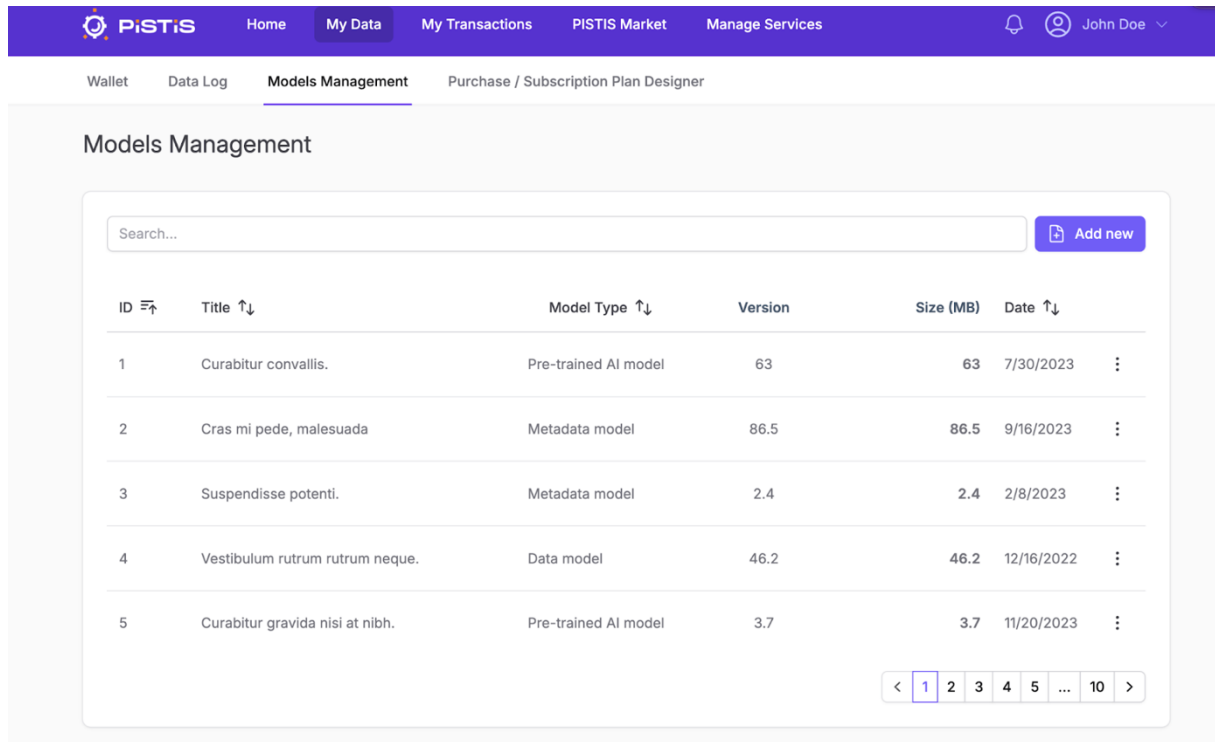 PiSTiS Home My Data My Transactions PISTIS Market Manage Services John Doe
Wallet Data Log Models Management Purchase / Subscription Plan Designer
Models Management
Search... Add new
ID Title Model Type Version Size (MB) Date
1 Curabitur convallis. Pre-trained AI model 63 63 7/30/2023
2 Cras mi pede, malesuada Metadata model 86.5 86.5 9/16/2023
3 Suspendisse potenti. Metadata model 2.4 2.4 2/8/2023
4 Vestibulum rutrum rutrum neque. Data model 46.2 46.2 12/16/2022
5 Curabitur gravida nisi at nibh. Pre-trained AI model 3.7 3.7 11/20/2023
< 1 2 3 4 5 ... 10 >